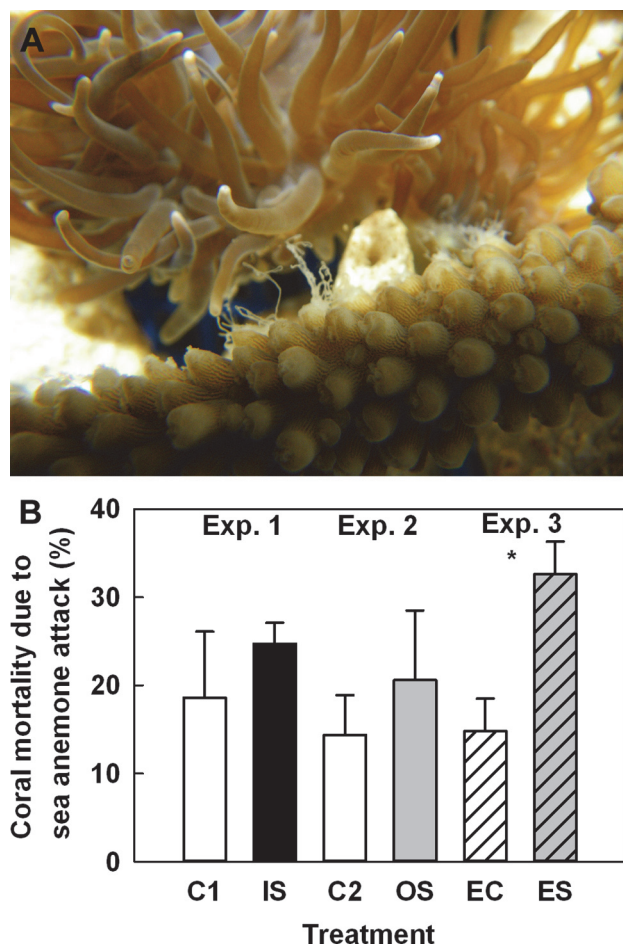 A
B
Coral mortality due to
sea anemone attack (%)
40
30
20
10
0
Exp. 1 Exp. 2 Exp. 3
*
C1 IS C2 OS EC ES
Treatment